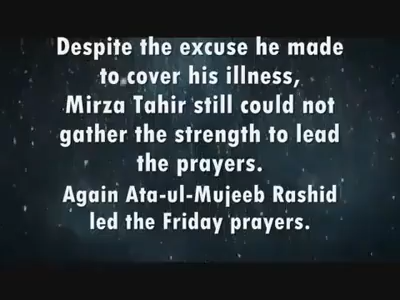 Despite the excuse he made
to cover his illness,
Mirza Tahir still could not
gather the strength to lead
the prayers.
Again Ata-ul-Mujeeb Rashid
led the Friday prayers.